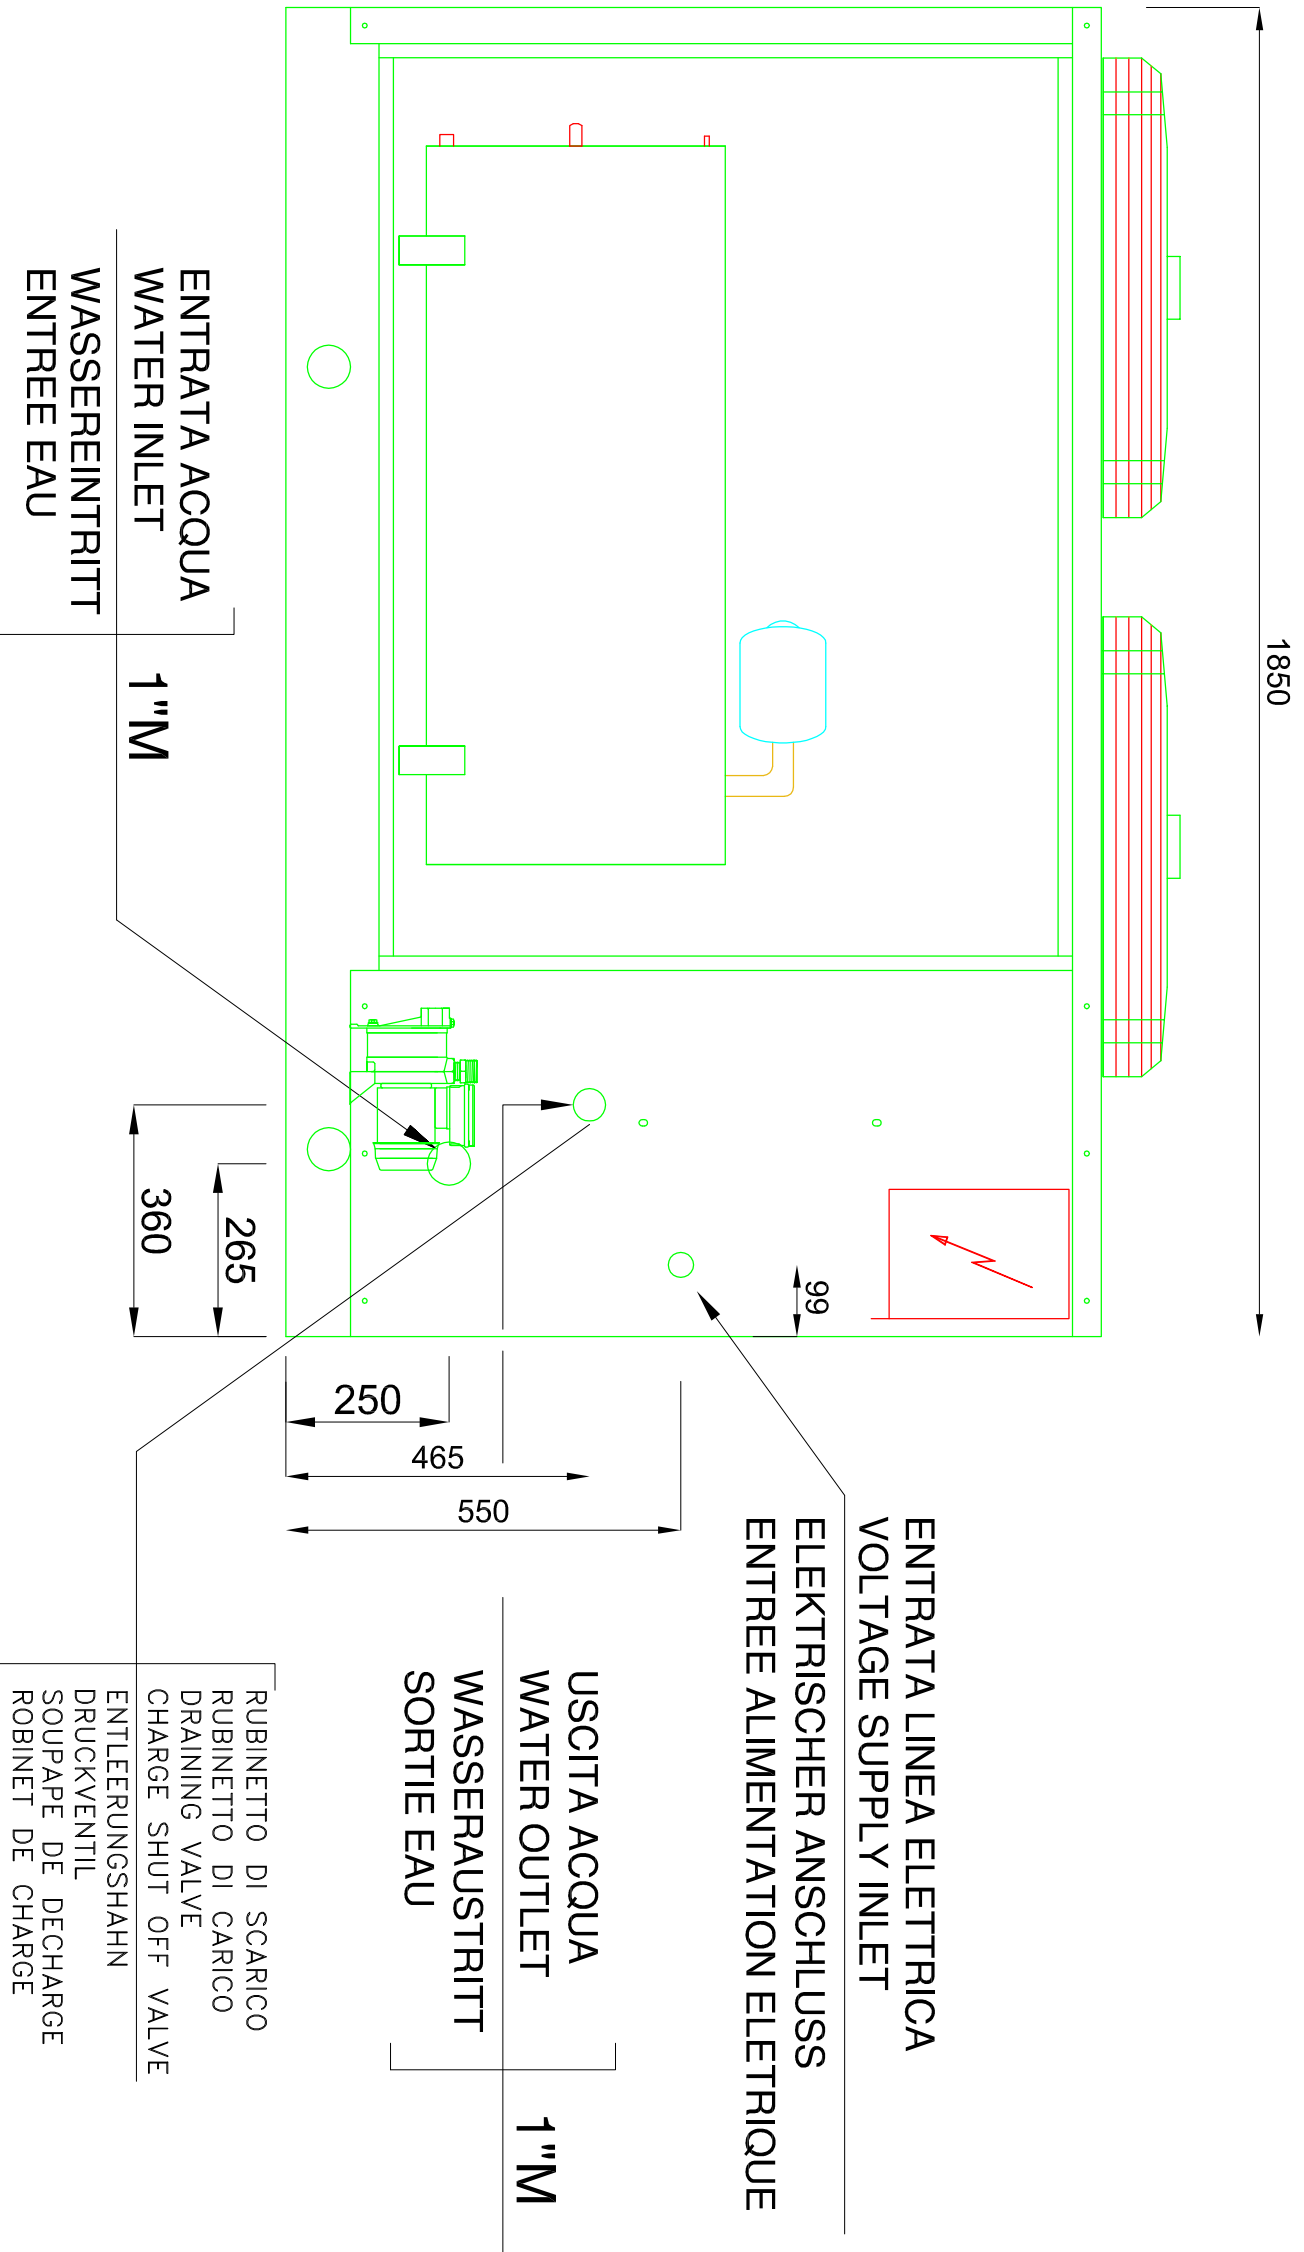 1850
ENTRATA ACQUA
WATER INLET
WASSEREINTRITT
ENTREE EAU
1"M
99
265
360
250
465
550
ENTRATA LINEA ELETTRICA
VOLTAGE SUPPLY INLET
ELEKTRISCHER ANSCHLUSS
ENTREE ALIMENTATION ELETRIQUE
USCITA ACQUA
WATER OUTLET
WASSERAUSTRITT
SORTIE EAU
1"M
RUBINETTO DI SCARICO
RUBINETTO DI CARICO
DRAINING VALVE
CHARGE SHUT OFF VALVE
ENTLEERUNGSHAHN
DRUCKVENTIL
SOUPAPE DE DECHARGE
ROBINET DE CHARGE